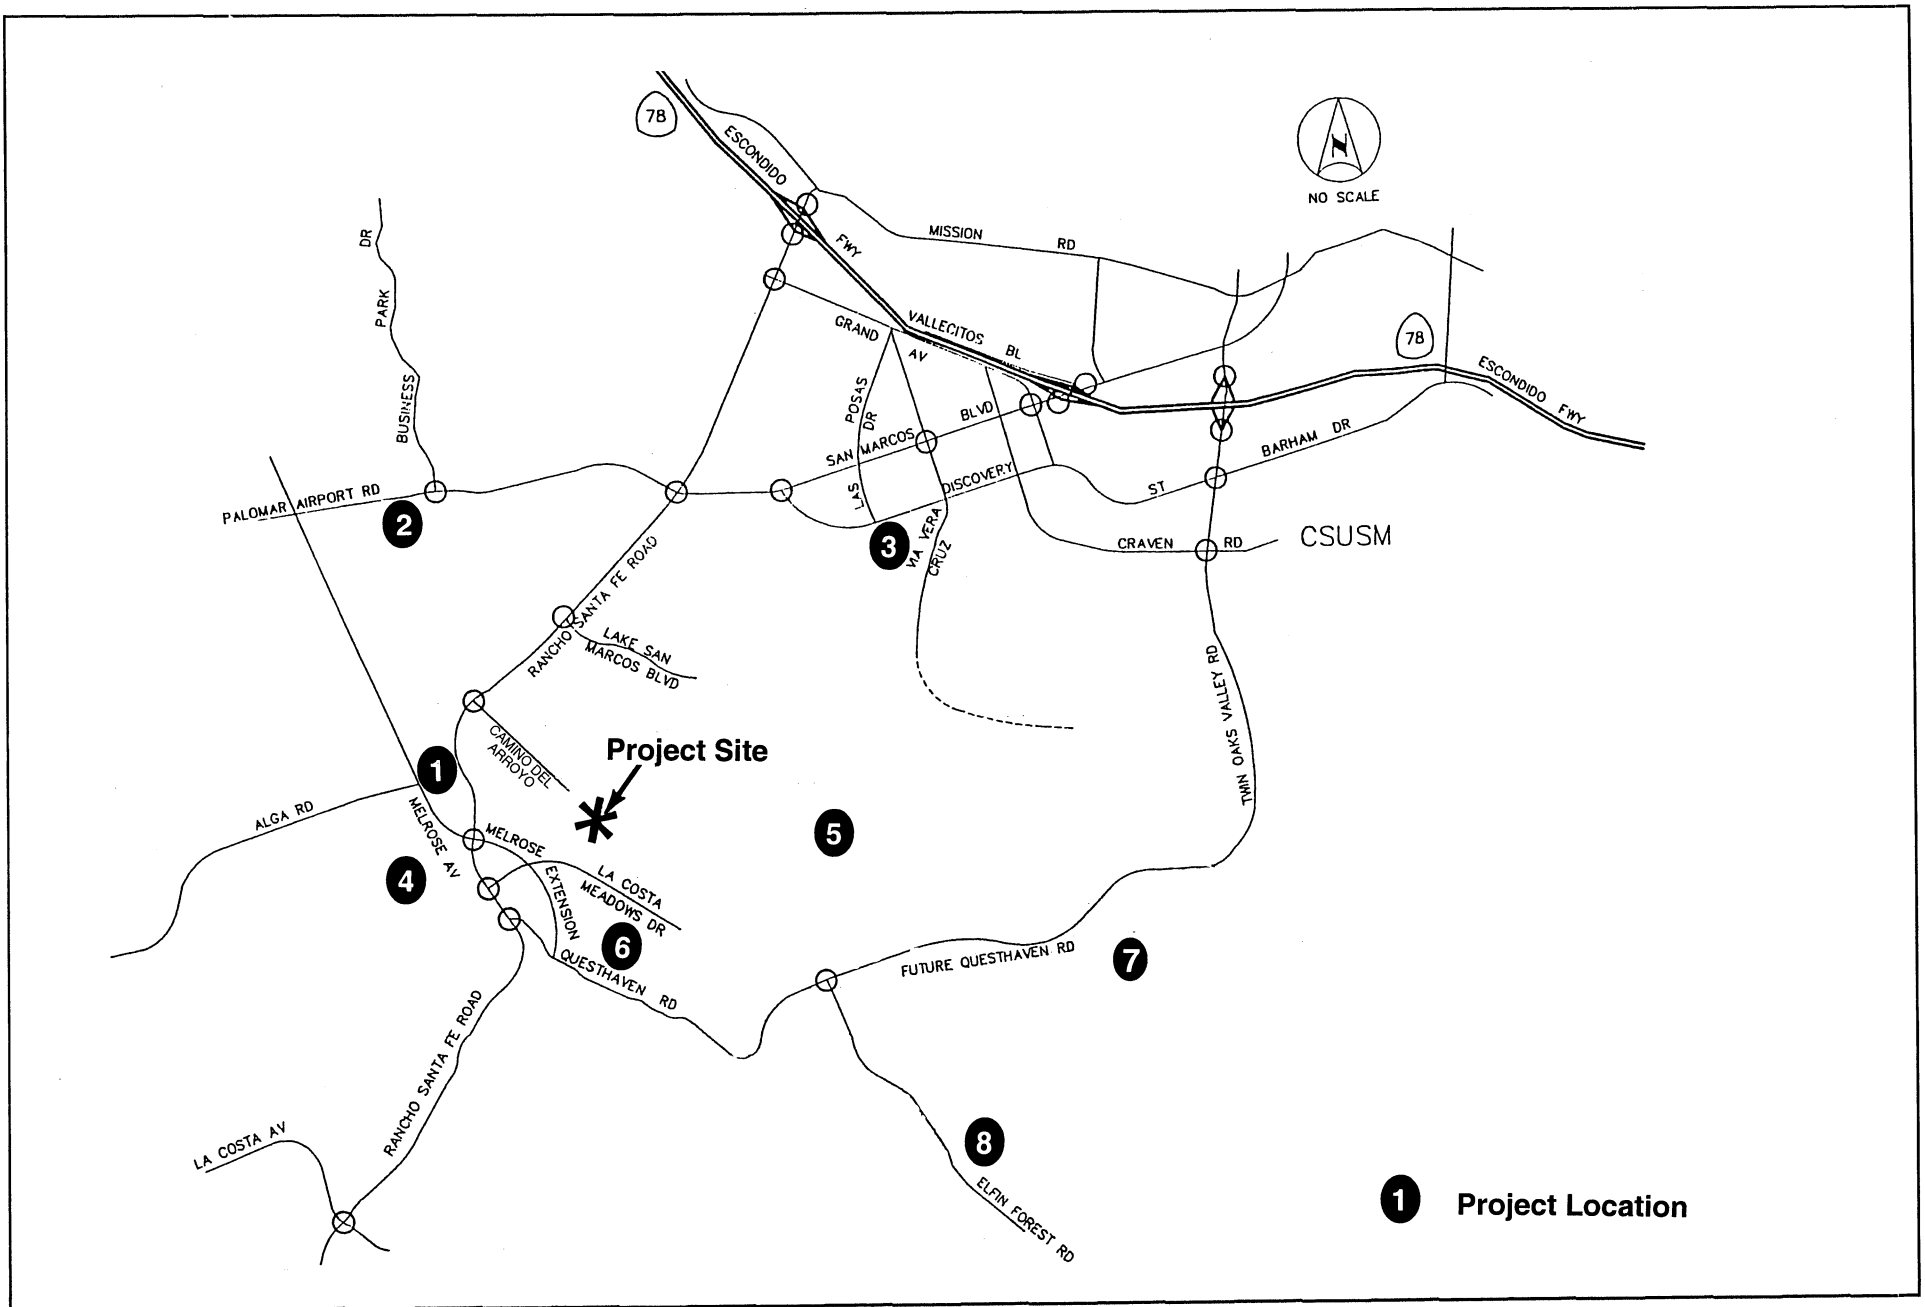 78
ESCONDIDO
FWY
MISSION RD
N
NO SCALE
DR
PARK
BUSINESS
GRAND
AV
VALLECITOS BL
78
ESCONDIDO FWY
POSAS
DR
LAS
SAN MARCOS
BLVD
DISCOVERY
ST
BARHAM DR
PALOMAR AIRPORT RD
2
3
VIA VERA
CRUZ
CRAVEN RD
CSUSM
RANCHO SANTA FE ROAD
LAKE SAN
MARCOS BLVD
TWIN OAKS VALLEY RD
CAMINO DEL
ARROYO
Project Site
1
ALGA RD
MELROSE AV
MELROSE
EXTENSION
5
4
LA COSTA
MEADOWS DR
6
QUESTHAVEN RD
FUTURE QUESTHAVEN RD
7
RANCHO SANTA FE ROAD
LA COSTA AV
8
ELFIN FOREST RD
1
Project Location